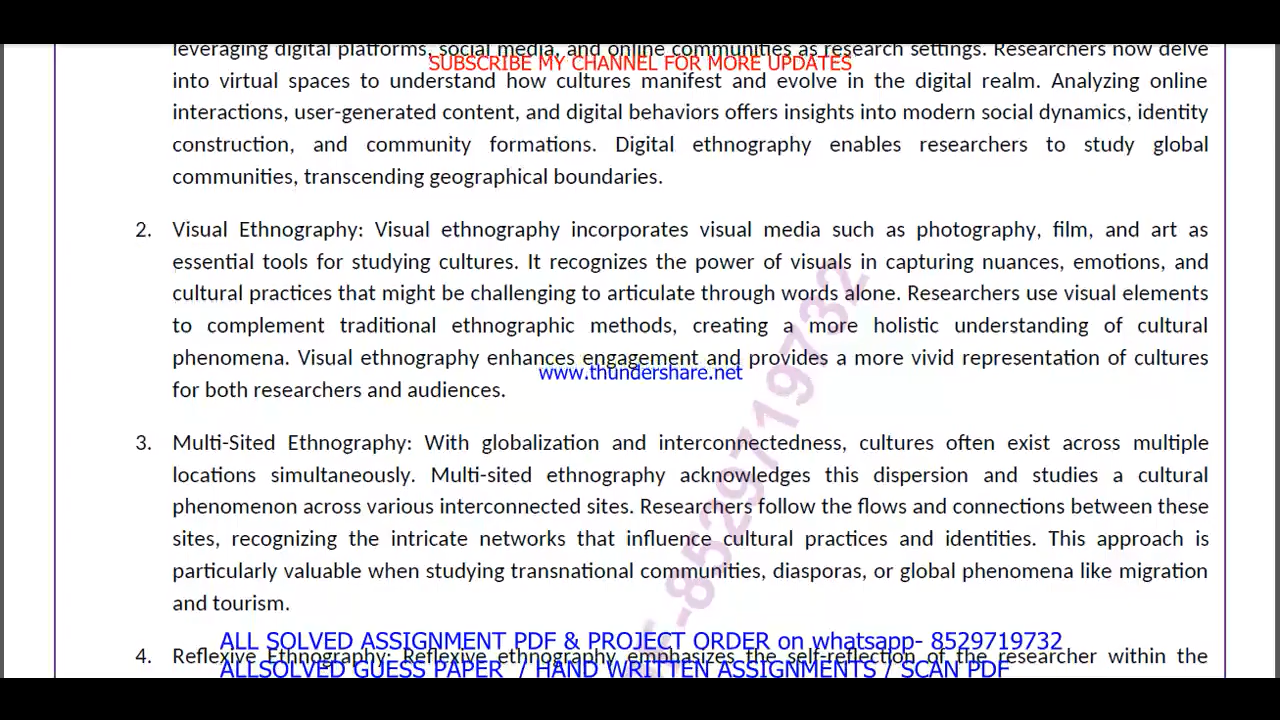 leveraging digital platforms, social media, and online communities as research settings. Researchers now delve
SUBSCRIBE MY CHANNEL FOR MORE UPDATES
into virtual spaces to understand how cultures manifest and evolve in the digital realm. Analyzing online
interactions, user-generated content, and digital behaviors offers insights into modern social dynamics, identity
construction, and community formations. Digital ethnography enables researchers to study global
communities, transcending geographical boundaries.
2. Visual Ethnography: Visual ethnography incorporates visual media such as photography, film, and art as
essential tools for studying cultures. It recognizes the power of visuals in capturing nuances, emotions, and
cultural practices that might be challenging to articulate through words alone. Researchers use visual elements
to complement traditional ethnographic methods, creating a more holistic understanding of cultural
phenomena. Visual ethnography enhances engagement and provides a more vivid representation of cultures
www.thundershare.net
for both researchers and audiences.
3. Multi-Sited Ethnography: With globalization and interconnectedness, cultures often exist across multiple
locations simultaneously. Multi-sited ethnography acknowledges this dispersion and studies a cultural
phenomenon across various interconnected sites. Researchers follow the flows and connections between these
sites, recognizing the intricate networks that influence cultural practices and identities. This approach is
particularly valuable when studying transnational communities, diasporas, or global phenomena like migration
and tourism.
ALL SOLVED ASSIGNMENT PDF & PROJECT ORDER on whatsapp- 8529719732
4. Reflexive Ethnography: Reflexive ethnography emphasizes the self-reflection of the researcher within the
ALLSOLVED GUESS PAPER / HAND WRITTEN ASSIGNMENTS / SCAN PDF
-8529719732